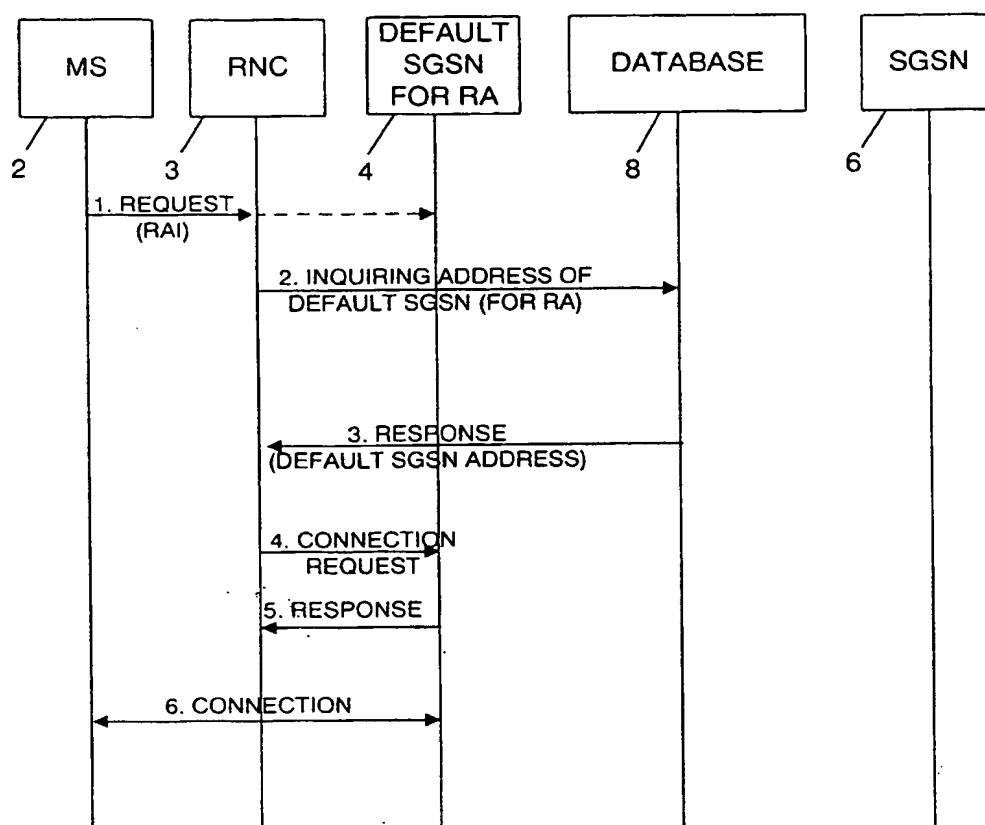 MS
RNC
DEFAULT
SGSN
FOR RA
DATABASE
SGSN
2
3
4
8
6
1. REQUEST
(RAI)
2. INQUIRING ADDRESS OF
DEFAULT SGSN (FOR RA)
3. RESPONSE
(DEFAULT SGSN ADDRESS)
4. CONNECTION
REQUEST
5. RESPONSE
6. CONNECTION